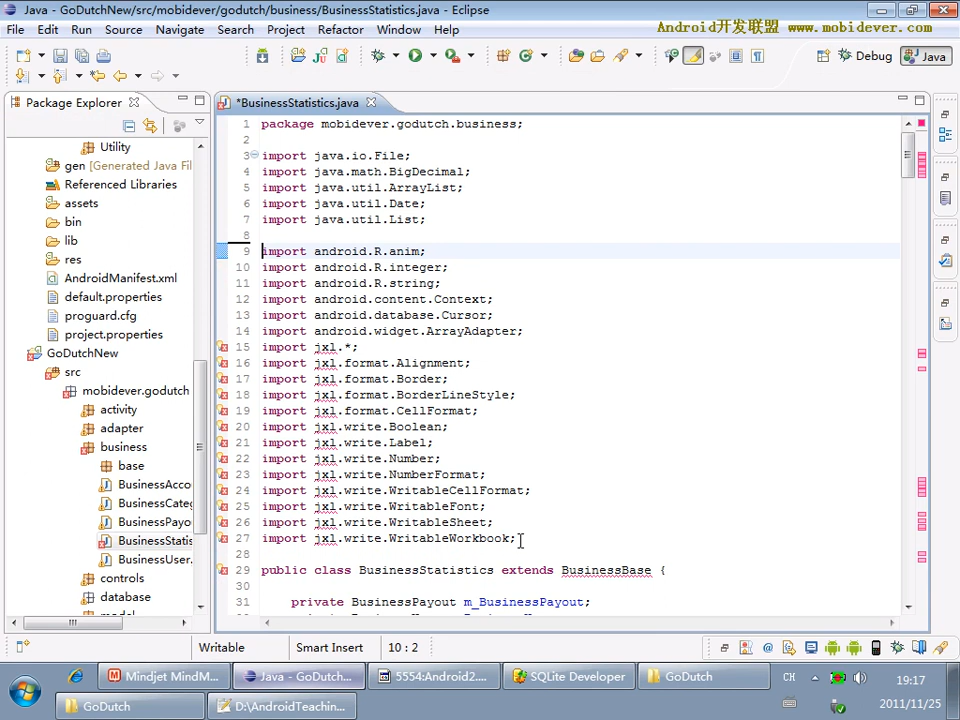 Java - GoDutchNew/src/mobidever/godutch/business/BusinessStatistics.java - Eclipse
File Edit Source Navigate Search Project Refactor Window Help
Android开发联盟 www.mobidever.com
Debug
Java
Package Explorer
*BusinessStatistics.java
Utility
gen [Generated Java Fil
Referenced Libraries
assets
bin
lib
res
AndroidManifest.xml
default.properties
proguard.cfg
project.properties
GoDutchNew
src
mobidever.godutch
activity
adapter
business
base
BusinessAcco
BusinessCateg
BusinessPayo
BusinessStatis
BusinessUser.
controls
database
1 package mobidever.godutch.business;
2
3 import java.io.File;
4 import java.math.BigDecimal;
5 import java.util.ArrayList;
6 import java.util.Date;
7 import java.util.List;
8
9 import android.R.anim;
10 import android.R.integer;
11 import android.R.string;
12 import android.content.Context;
13 import android.database.Cursor;
14 import android.widget.ArrayAdapter;
15 import jxl.*;
16 import jxl.format.Alignment;
17 import jxl.format.Border;
18 import jxl.format.BorderLineStyle;
19 import jxl.format.CellFormat;
20 import jxl.write.Boolean;
21 import jxl.write.Label;
22 import jxl.write.Number;
23 import jxl.write.NumberFormat;
24 import jxl.write.WritableCellFormat;
25 import jxl.write.WritableFont;
26 import jxl.write.WritableSheet;
27 import jxl.write.WritableWorkbook;
28
29 public class BusinessStatistics extends BusinessBase {
30
31 private BusinessPayout m_BusinessPayout;
Writable
Smart Insert
10 : 2
Mindjet MindM...
Java - GoDutch...
5554:Android2....
SQLite Developer
GoDutch
CH
19:17
GoDutch
D:\AndroidTeachin...
2011/11/25